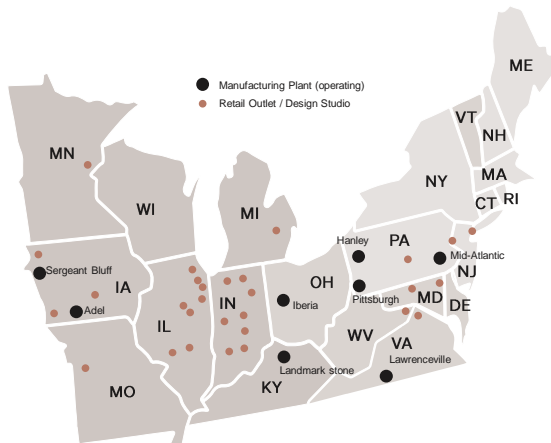 ME
Manufacturing Plant (operating)
Retail Outlet / Design Studio
VT
NH
MN
MA
NY
CT
RI
WI
MI
Hanley
PA
Mid-Atlantic
Sergeant Bluff
NJ
OH
IA
IN
Pittsburgh
MD
Iberia
DE
Adel
IL
WV
VA
Lawrenceville
Landmark stone
KY
MO